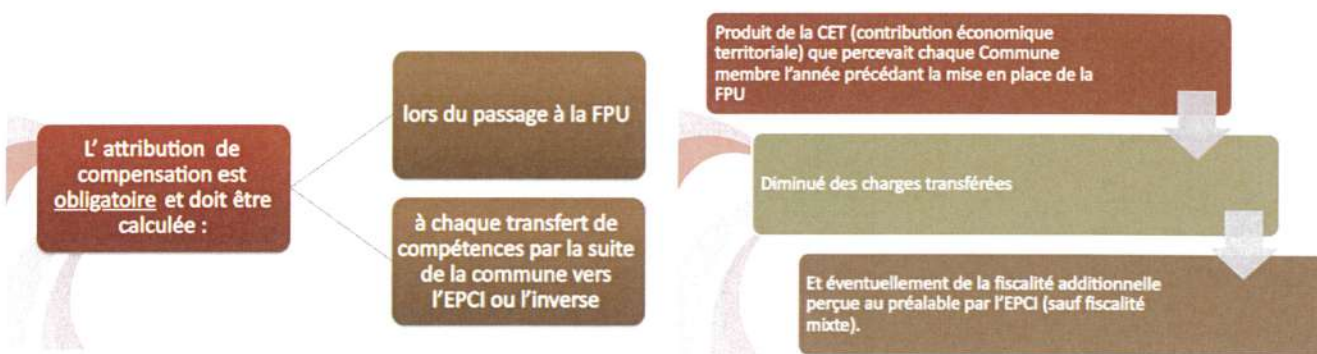 L' attribution de
compensation est
obligatoire et doit être
calculée :
lors du passage à la FPU
à chaque transfert de
compétences par la suite
de la commune vers
l'EPCI ou l'inverse
Produit de la CET (contribution économique
territoriale) que percevait chaque Commune
membre l'année précédant la mise en place de la
FPU
Diminué des charges transférées
Et éventuellement de la fiscalité additionnelle
perçue au préalable par l'EPCI (sauf fiscalité
mixte).